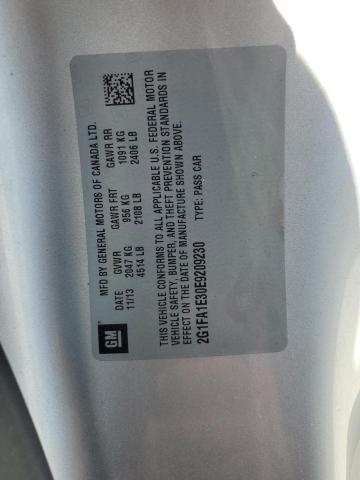 MFD BY GENERAL MOTORS OF CANADA LTD.
DATE GVWR GAWR FRT GAWR RR
11/13 2047 KG 956 KG 1091 KG
4514 LB 2108 LB 2406 LB
THIS VEHICLE CONFORMS TO ALL APPLICABLE U.S. FEDERAL MOTOR
VEHICLE SAFETY, BUMPER, AND THEFT PREVENTION STANDARDS IN
EFFECT ON THE DATE OF MANUFACTURE SHOWN ABOVE.
2G1FA1E30E9209230 TYPE: PASS CAR
GM